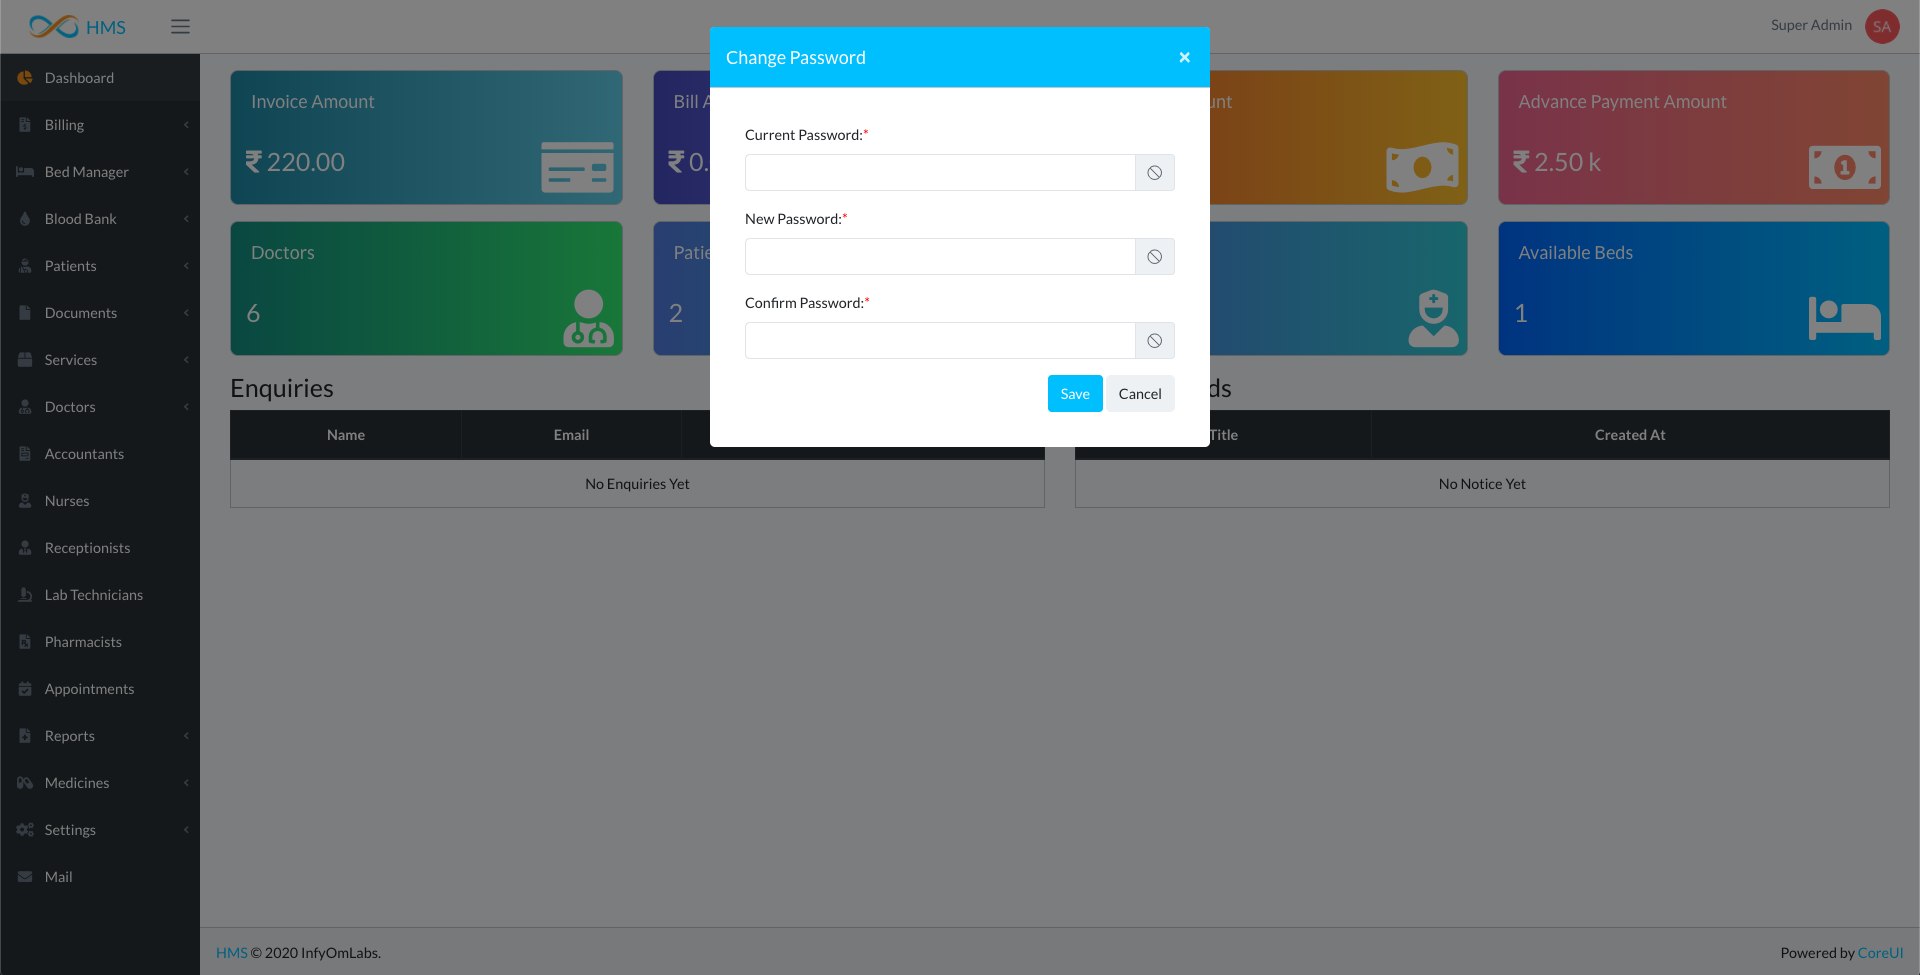 HMS
Super Admin
SA
Change Password
×
Current Password:*
New Password:*
Confirm Password:*
Save
Cancel
Dashboard
Billing
Bed Manager
Blood Bank
Patients
Documents
Services
Doctors
Accountants
Nurses
Receptionists
Lab Technicians
Pharmacists
Appointments
Reports
Medicines
Settings
Mail
Invoice Amount
₹ 220.00
Bill A
₹ 0.
unt
Advance Payment Amount
₹ 2.50 k
1
Doctors
6
Patie
2
Available Beds
1
Enquiries
ds
Name Email
Title Created At
No Enquiries Yet
No Notice Yet
HMS © 2020 InfyOmLabs.
Powered by CoreUI